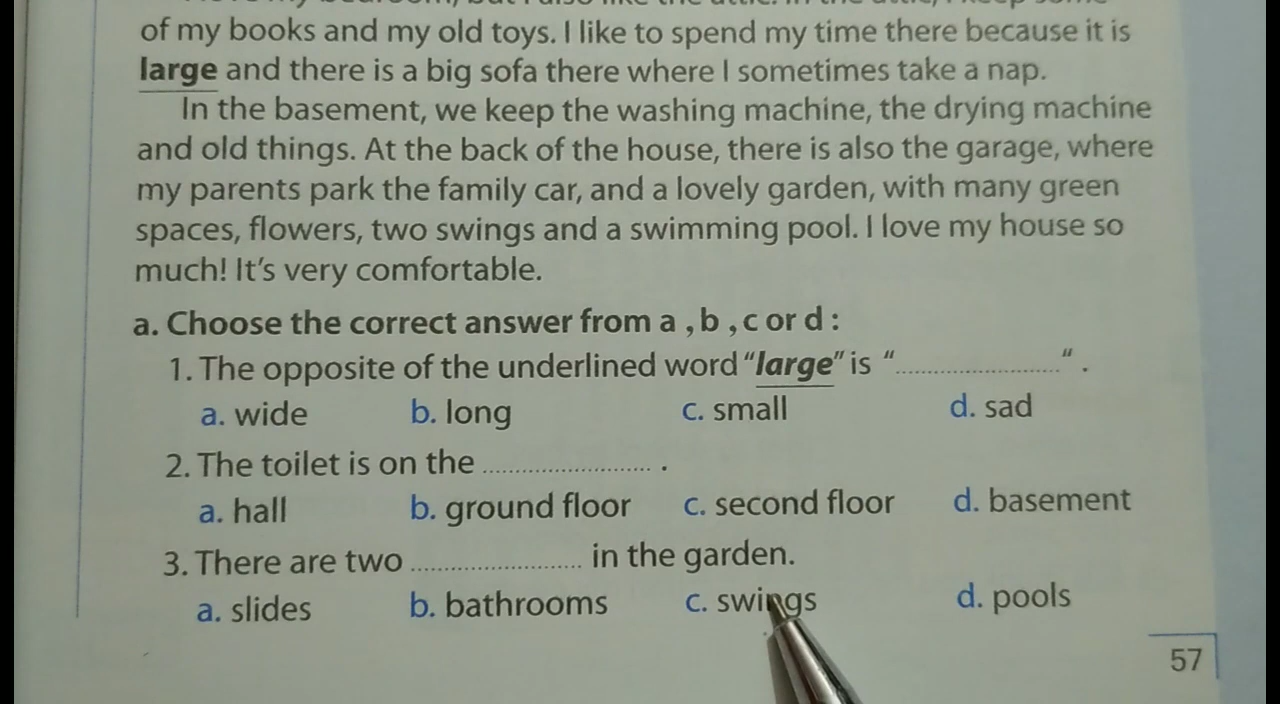 of my books and my old toys. I like to spend my time there because it is
large and there is a big sofa there where I sometimes take a nap.
In the basement, we keep the washing machine, the drying machine
and old things. At the back of the house, there is also the garage, where
my parents park the family car, and a lovely garden, with many green
spaces, flowers, two swings and a swimming pool. I love my house so
much! It's very comfortable.
a. Choose the correct answer from a , b , c or d :
1. The opposite of the underlined word "large" is "........................" .
a. wide b. long c. small d. sad
2. The toilet is on the ........................ .
a. hall b. ground floor c. second floor d. basement
3. There are two ........................ in the garden.
a. slides b. bathrooms c. swings d. pools
57